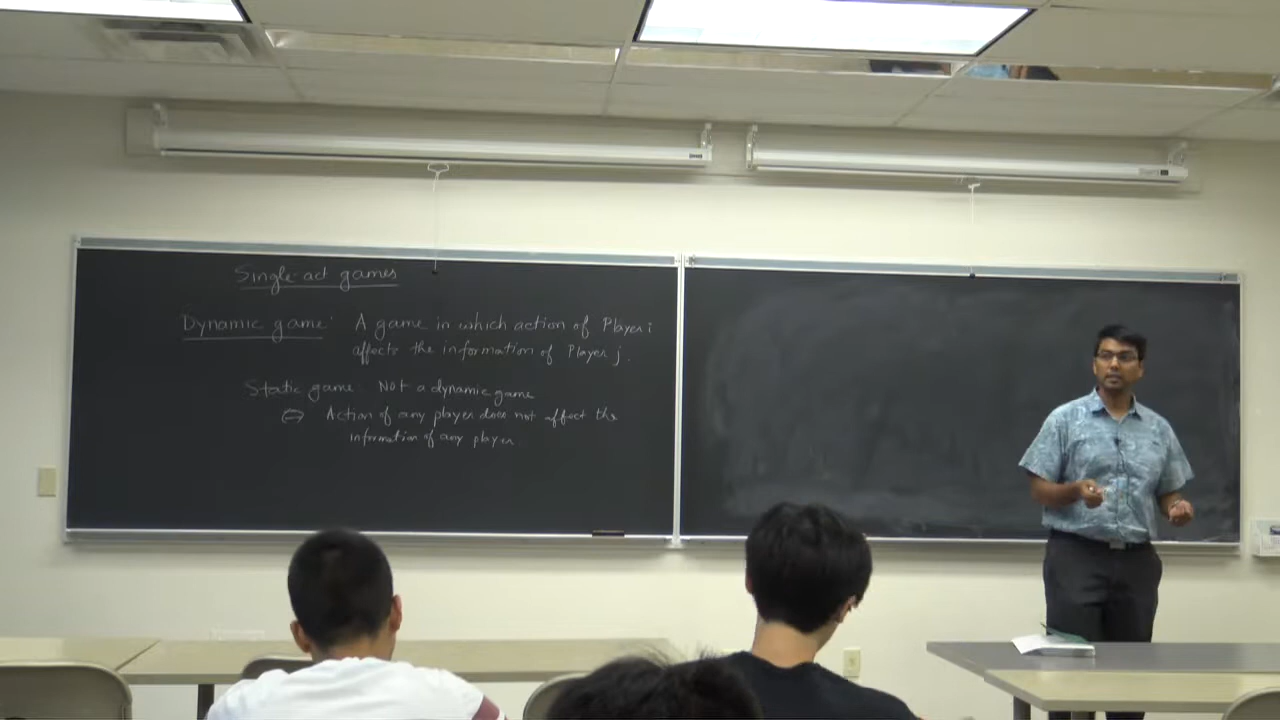 Single-act games
Dynamic game: A game in which action of Player i
affects the information of Player j.
Static game: Not a dynamic game
⇔ Action of any player does not affect the
information of any player.